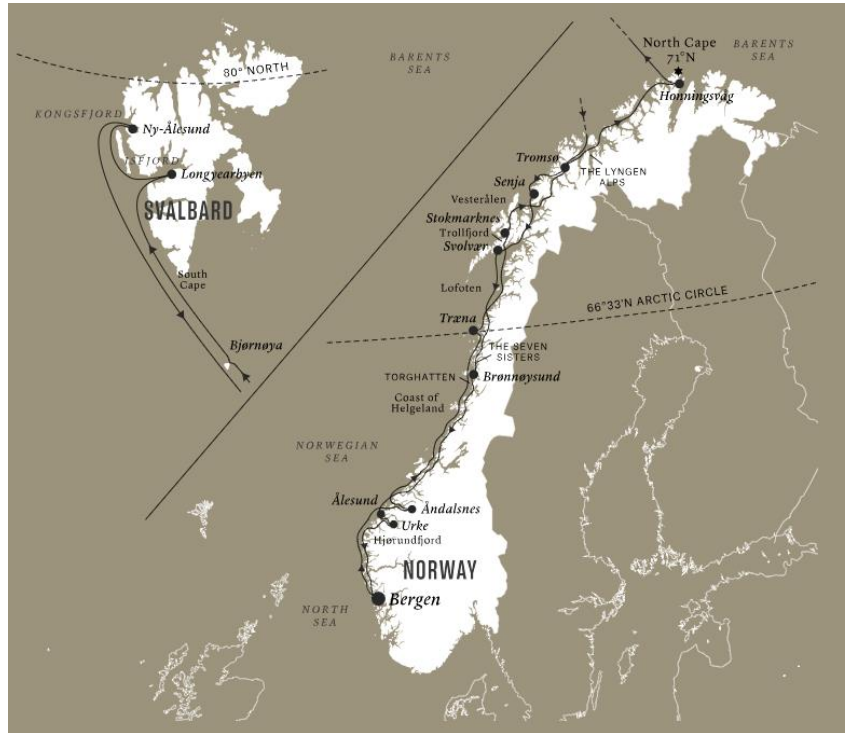 80° NORTH
BARENTS
SEA
North Cape
71°N
BARENTS
SEA
Honningsvåg
KONGSFJORD
Ny-Ålesund
ISFJORD
Longyearbyen
SVALBARD
South
Cape
Bjørnøya
Tromsø
THE LYNGEN
ALPS
Senja
Vesterålen
Stokmarknes
Trollfjord
Svolvær
Lofoten
66°33'N ARCTIC CIRCLE
Træna
THE SEVEN
SISTERS
TORGHATTEN
Brønnøysund
Coast of
Helgeland
NORWEGIAN
SEA
Ålesund
Åndalsnes
Urke
Hjørundfjord
NORWAY
Bergen
NORTH
SEA